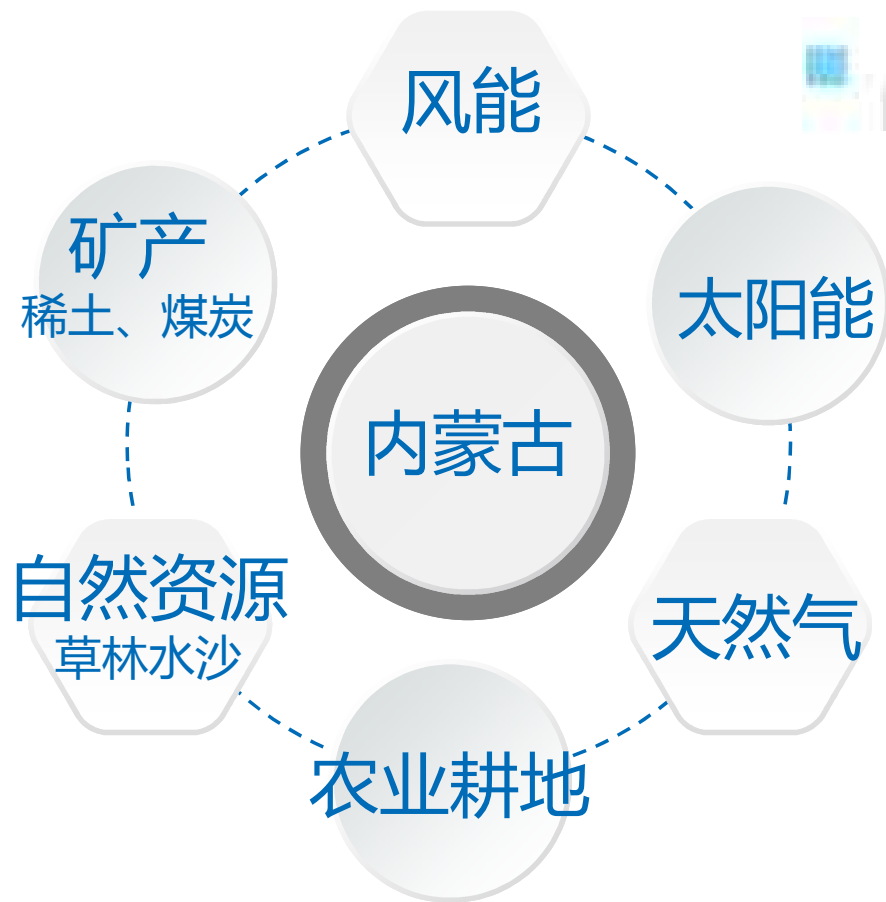 风能
矿产
稀土、煤炭
太阳能
内蒙古
自然资源
草林水沙
天然气
农业耕地